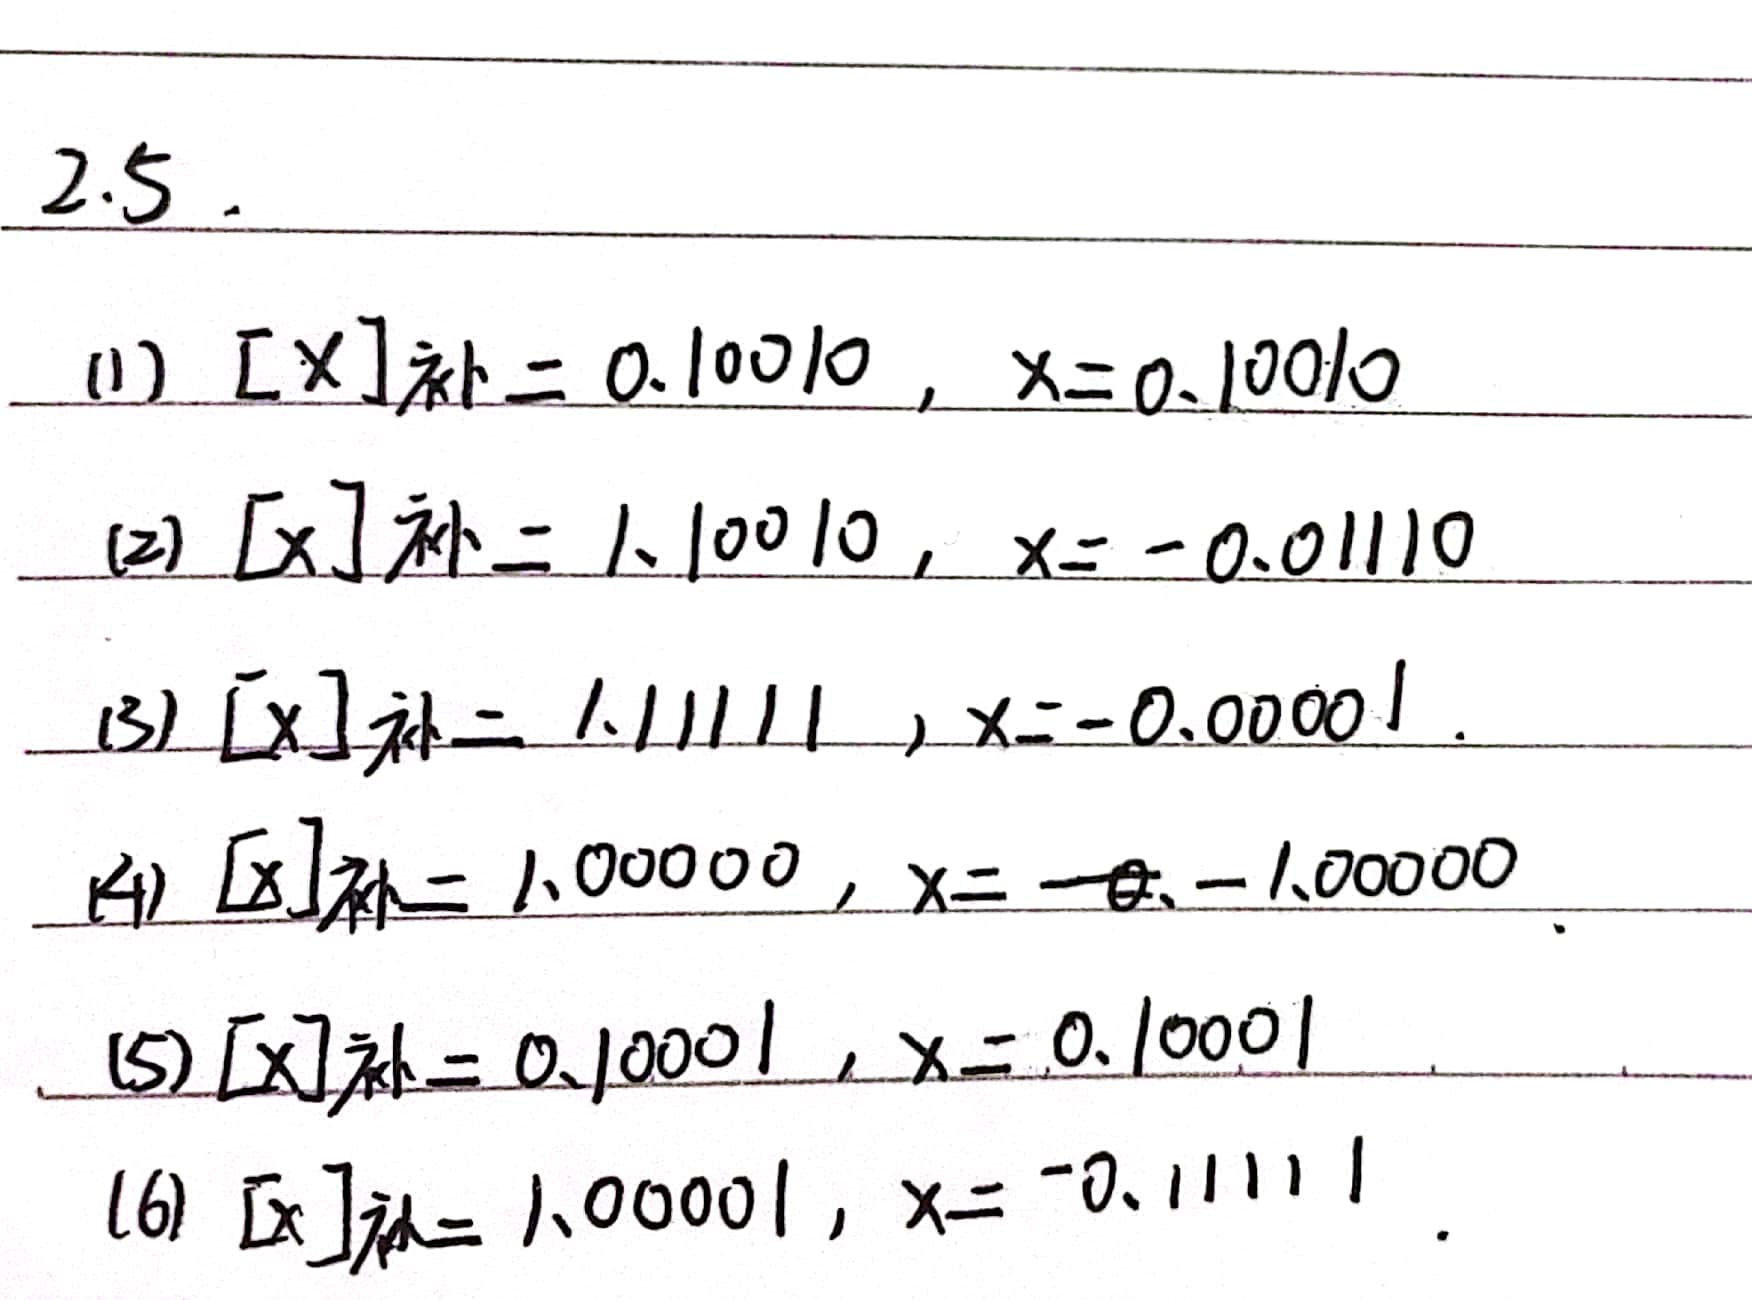 2.5.
(1) [X]补=0.10010, x=0.10010
(2) [x]补=1.10010, x=-0.01110
(3) [x]补=1.11111, x=-0.00001.
(4) [x]补=1.00000, x=-0. -1.00000.
(5) [x]补=0.10001, x=0.10001
(6) [x]补=1.00001, x=-0.11111.